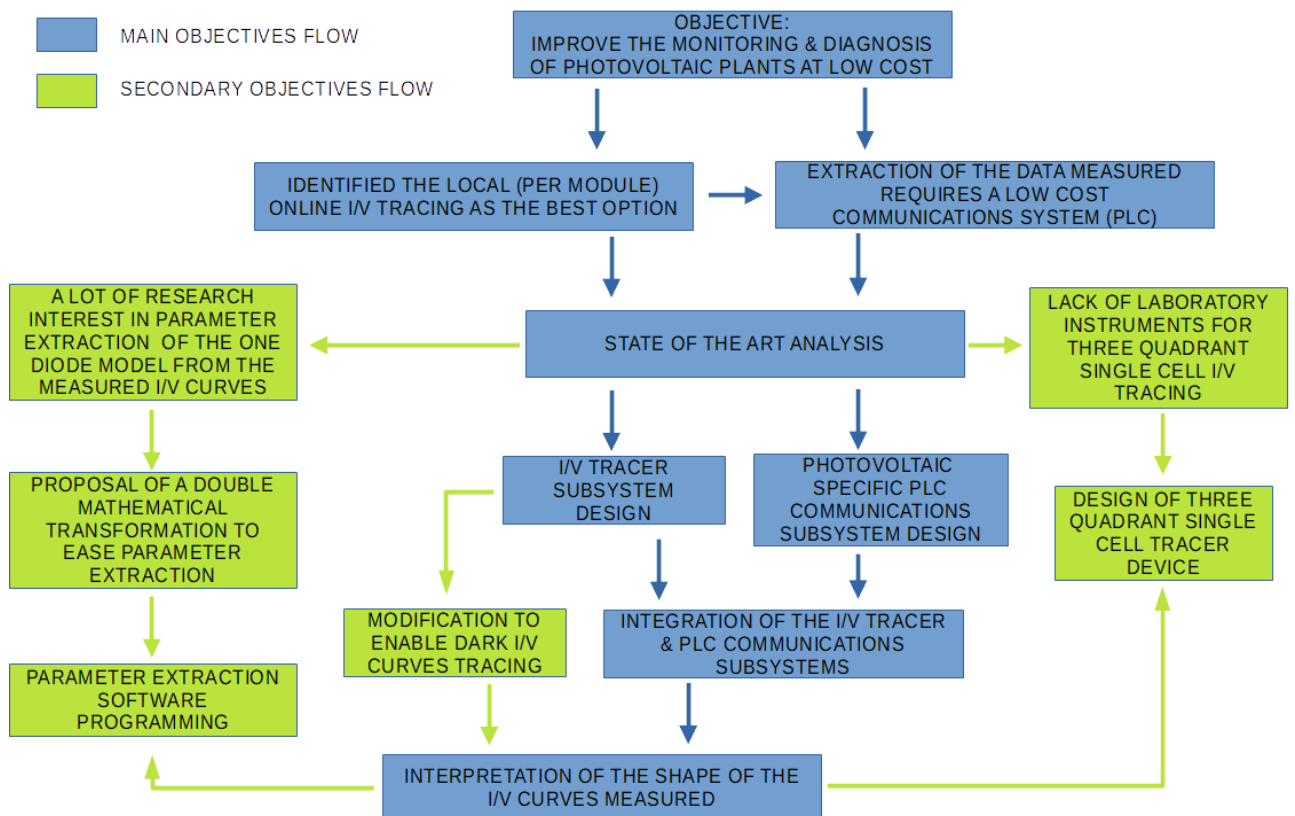 MAIN OBJECTIVES FLOW
SECONDARY OBJECTIVES FLOW
OBJECTIVE:
IMPROVE THE MONITORING & DIAGNOSIS
OF PHOTOVOLTAIC PLANTS AT LOW COST
IDENTIFIED THE LOCAL (PER MODULE)
ONLINE I/V TRACING AS THE BEST OPTION
EXTRACTION OF THE DATA MEASURED
REQUIRES A LOW COST
COMMUNICATIONS SYSTEM (PLC)
A LOT OF RESEARCH
INTEREST IN PARAMETER
EXTRACTION OF THE ONE
DIODE MODEL FROM THE
MEASURED I/V CURVES
STATE OF THE ART ANALYSIS
LACK OF LABORATORY
INSTRUMENTS FOR
THREE QUADRANT
SINGLE CELL I/V
TRACING
PROPOSAL OF A DOUBLE
MATHEMATICAL
TRANSFORMATION TO
EASE PARAMETER
EXTRACTION
I/V TRACER
SUBSYSTEM
DESIGN
PHOTOVOLTAIC
SPECIFIC PLC
COMMUNICATIONS
SUBSYSTEM DESIGN
DESIGN OF THREE
QUADRANT SINGLE
CELL TRACER
DEVICE
MODIFICATION TO
ENABLE DARK I/V
CURVES TRACING
INTEGRATION OF THE I/V TRACER
& PLC COMMUNICATIONS
SUBSYSTEMS
PARAMETER EXTRACTION
SOFTWARE
PROGRAMMING
INTERPRETATION OF THE SHAPE OF THE
I/V CURVES MEASURED